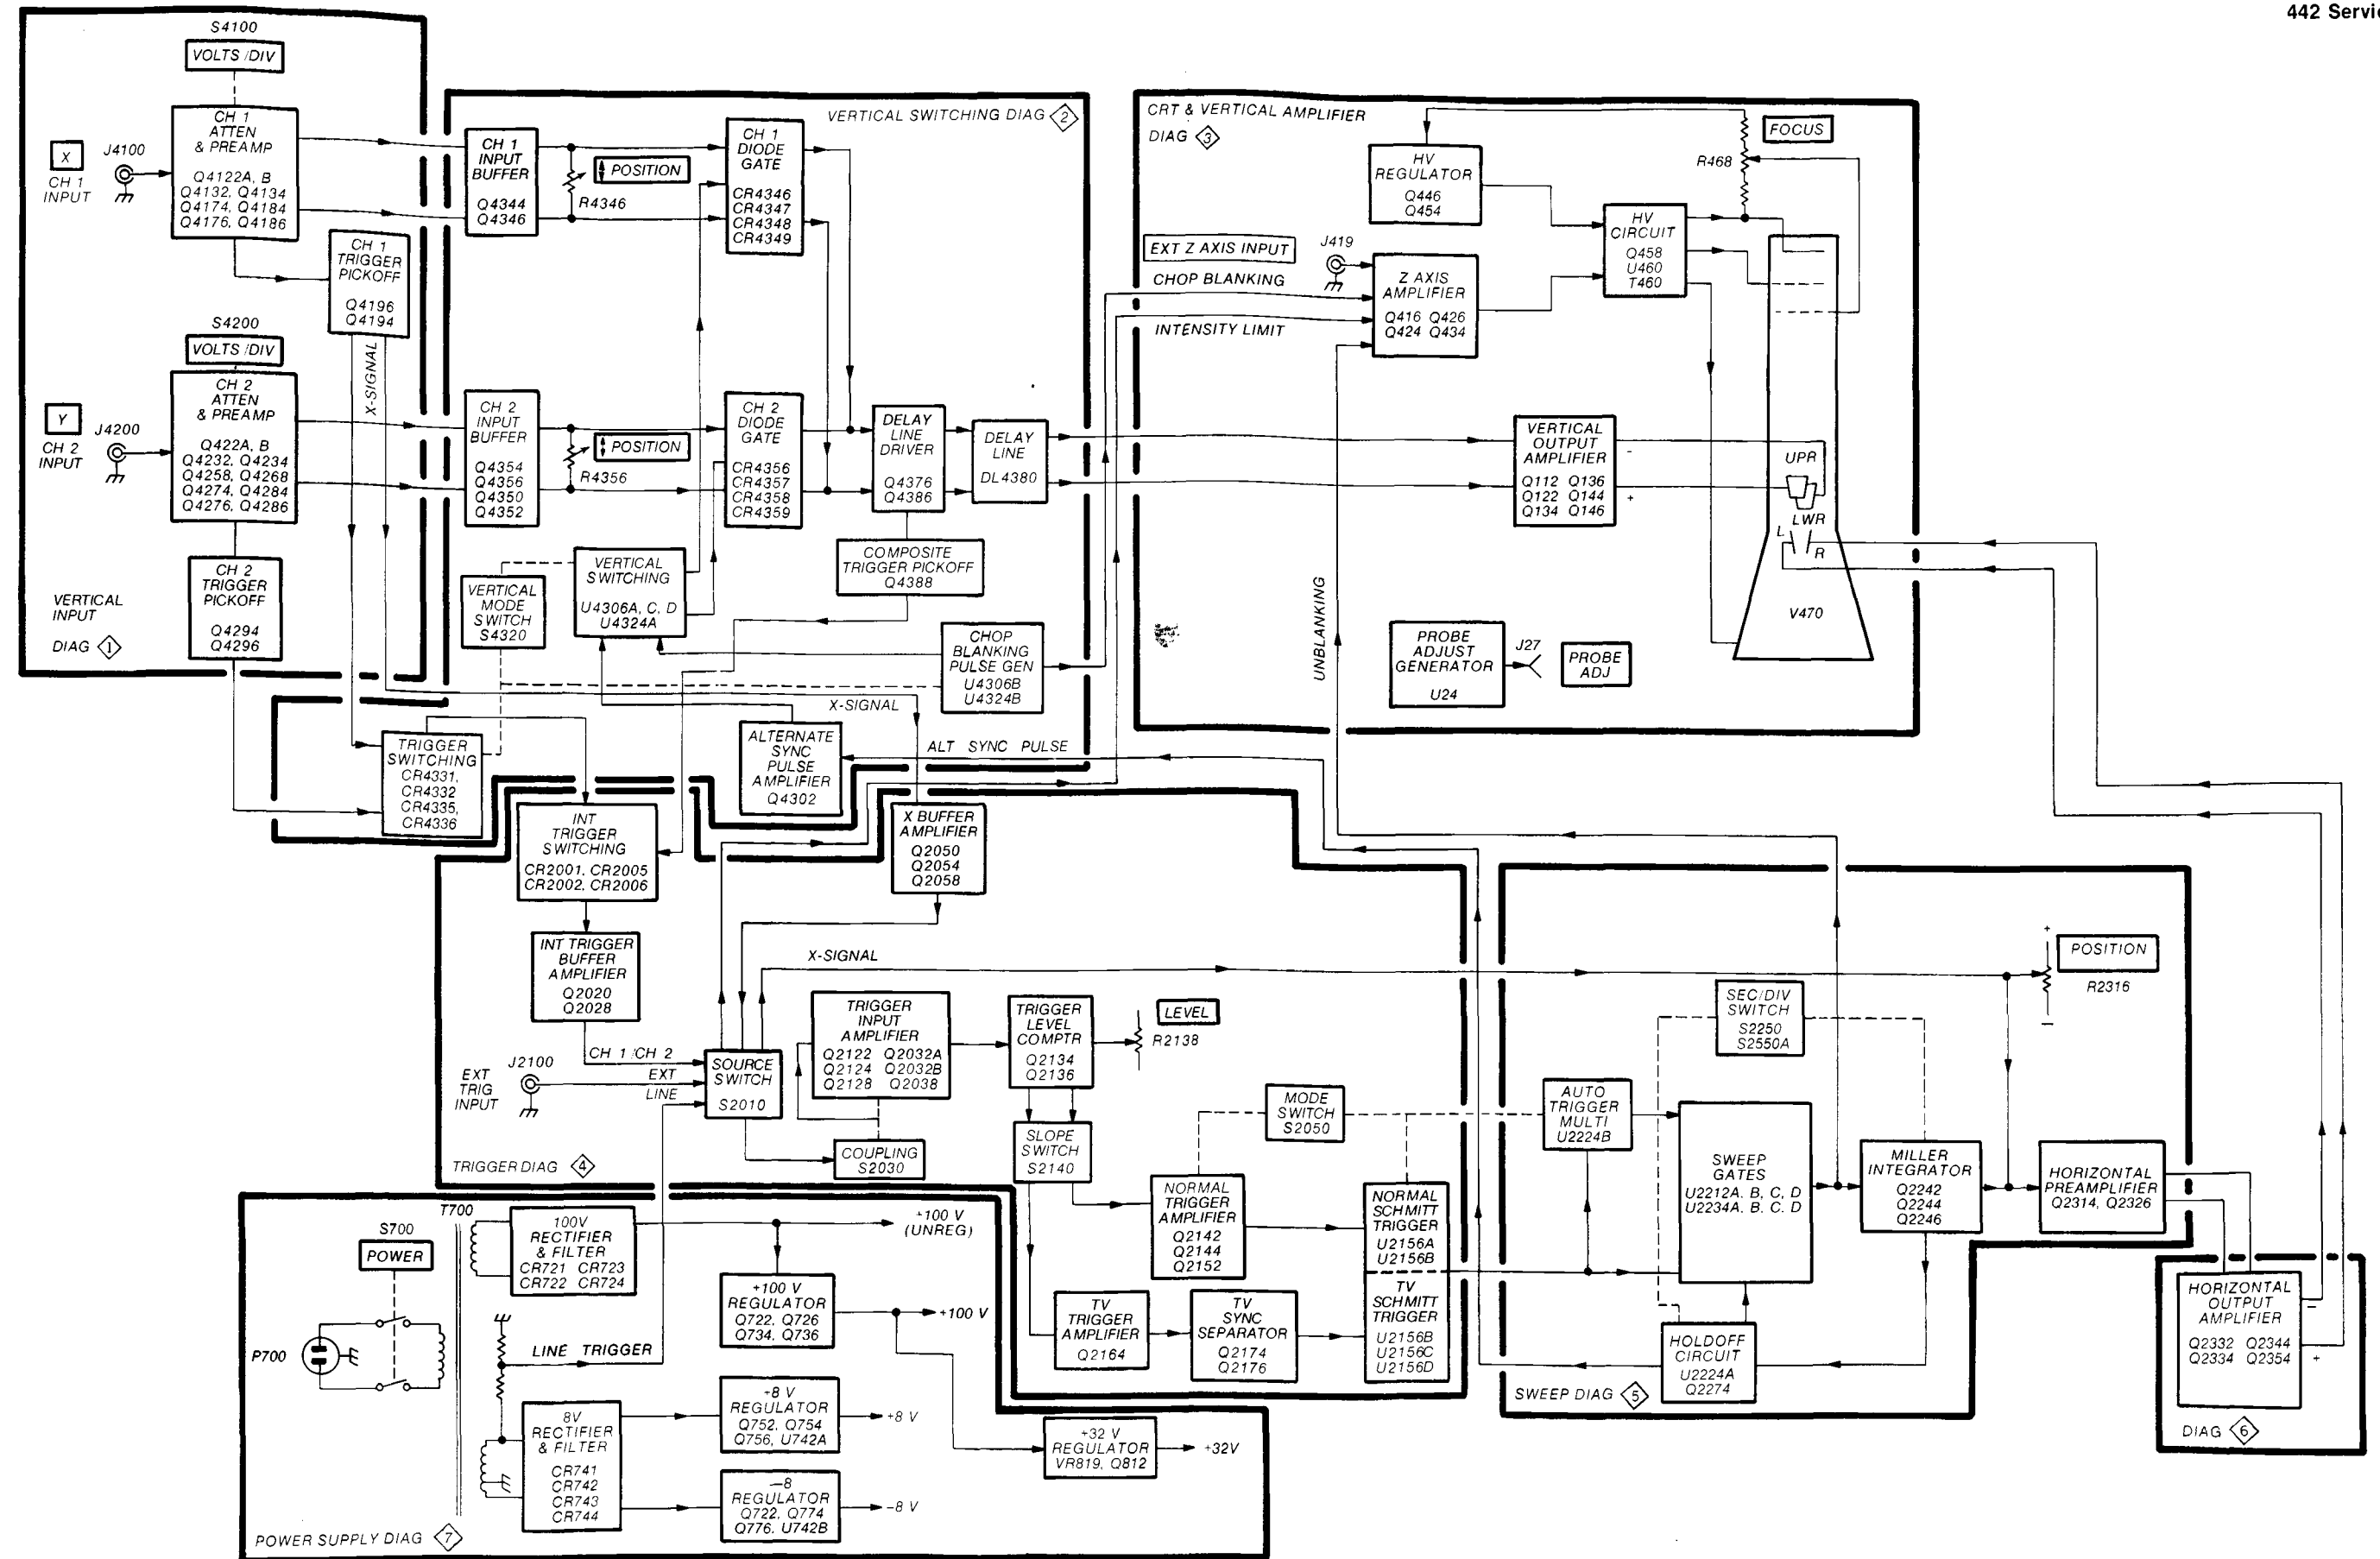 442 Servi
S4100
VOLTS/DIV
CH 1
ATTEN
& PREAMP
Q4122A, B
Q4132, Q4134
Q4174, Q4184
Q4176, Q4186
X
J4100
CH 1
INPUT
CH 1
TRIGGER
PICKOFF
Q4196
Q4194
S4200
VOLTS/DIV
CH 2
ATTEN
& PREAMP
Q422A, B
Q4232, Q4234
Q4258, Q4268
Q4274, Q4284
Q4276, Q4286
X-SIGNAL
Y
J4200
CH 2
INPUT
CH 2
TRIGGER
PICKOFF
Q4294
Q4296
VERTICAL
INPUT
DIAG 1
VERTICAL SWITCHING DIAG 2
CH 1
INPUT
BUFFER
Q4344
Q4346
POSITION
R4346
CH 1
DIODE
GATE
CR4346
CR4347
CR4348
CR4349
CH 2
INPUT
BUFFER
Q4354
Q4356
Q4350
Q4352
POSITION
R4356
CH 2
DIODE
GATE
CR4356
CR4357
CR4358
CR4359
DELAY
LINE
DRIVER
Q4376
Q4386
DELAY
LINE
DL4380
COMPOSITE
TRIGGER PICKOFF
Q4388
VERTICAL
MODE
SWITCH
S4320
VERTICAL
SWITCHING
U4306A, C, D
U4324A
CHOP
BLANKING
PULSE GEN
U4306B
U4324B
X-SIGNAL
TRIGGER
SWITCHING
CR4331,
CR4332
CR4335,
CR4336
ALTERNATE
SYNC
PULSE
AMPLIFIER
Q4302
ALT SYNC PULSE
CRT & VERTICAL AMPLIFIER
DIAG 3
HV
REGULATOR
Q446
Q454
FOCUS
R468
HV
CIRCUIT
Q458
U460
T460
EXT Z AXIS INPUT
J419
CHOP BLANKING
INTENSITY LIMIT
Z AXIS
AMPLIFIER
Q416 Q426
Q424 Q434
VERTICAL
OUTPUT
AMPLIFIER
Q112 Q136
Q122 Q144
Q134 Q146
-
+
UPR
LWR
L
R
V470
UNBLANKING
PROBE
ADJUST
GENERATOR
U24
J27
PROBE
ADJ
INT
TRIGGER
SWITCHING
CR2001, CR2005
CR2002, CR2006
X BUFFER
AMPLIFIER
Q2050
Q2054
Q2058
INT TRIGGER
BUFFER
AMPLIFIER
Q2020
Q2028
X-SIGNAL
CH 1/CH 2
EXT
LINE
J2100
EXT
TRIG
INPUT
SOURCE
SWITCH
S2010
TRIGGER
INPUT
AMPLIFIER
Q2122 Q2032A
Q2124 Q2032B
Q2128 Q2038
COUPLING
S2030
TRIGGER
LEVEL
COMPTR
Q2134
Q2136
LEVEL
R2138
SLOPE
SWITCH
S2140
MODE
SWITCH
S2050
NORMAL
TRIGGER
AMPLIFIER
Q2142
Q2144
Q2152
NORMAL
SCHMITT
TRIGGER
U2156A
U2156B
TV
SCHMITT
TRIGGER
U2156B
U2156C
U2156D
TV
TRIGGER
AMPLIFIER
Q2164
TV
SYNC
SEPARATOR
Q2174
Q2176
TRIGGER DIAG 4
AUTO
TRIGGER
MULTI
U2224B
SEC/DIV
SWITCH
S2250
S2550A
SWEEP
GATES
U2212A, B, C, D
U2234A, B, C, D
MILLER
INTEGRATOR
Q2242
Q2244
Q2246
HOLDOFF
CIRCUIT
U2224A
Q2274
+
POSITION
R2316
—
HORIZONTAL
PREAMPLIFIER
Q2314, Q2326
SWEEP DIAG 5
HORIZONTAL
OUTPUT
AMPLIFIER
Q2332 Q2344
Q2334 Q2354
-
+
DIAG 6
T700
S700
POWER
P700
100V
RECTIFIER
& FILTER
CR721 CR723
CR722 CR724
+100 V
(UNREG)
+100 V
REGULATOR
Q722, Q726
Q734, Q736
+100 V
LINE TRIGGER
8V
RECTIFIER
& FILTER
CR741
CR742
CR743
CR744
+8 V
REGULATOR
Q752, Q754
Q756, U742A
+8 V
—8
REGULATOR
Q722, Q774
Q776, U742B
-8 V
+32 V
REGULATOR
VR819, Q812
+32V
POWER SUPPLY DIAG 7